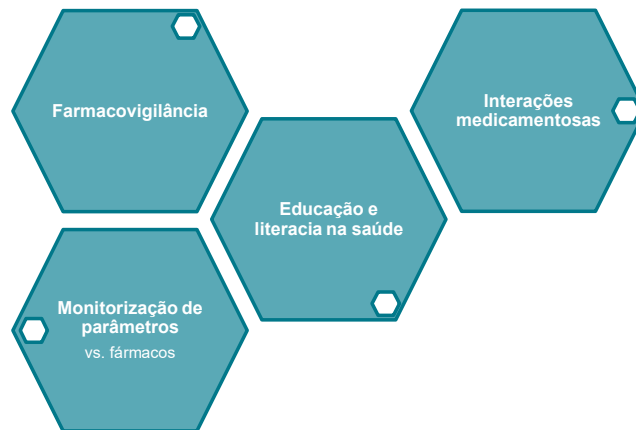 Farmacovigilância
Interações
medicamentosas
Educação e
literacia na saúde
Monitorização de
parâmetros
vs. fármacos